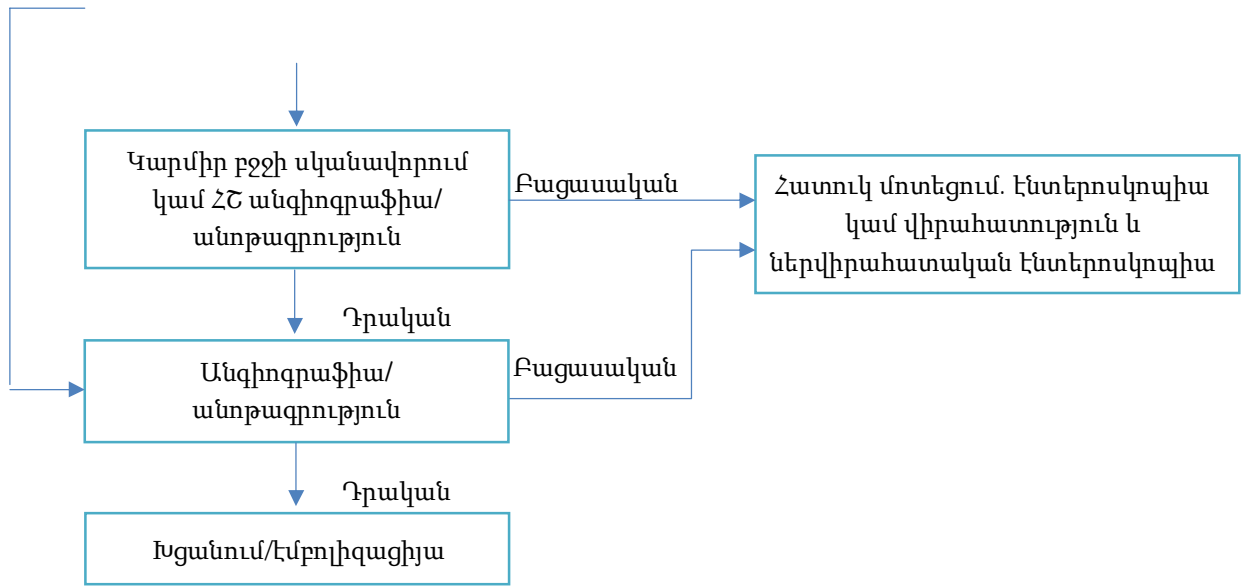 Կարմիր բջջի սկանավորում
կամ ՀՇ անգիոգրաֆիա/
անոթագրություն
Բացասական
Հատուկ մոտեցում. էնտերոսկոպիա
կամ վիրահատություն և
ներվիրահատական էնտերոսկոպիա
Դրական
Անգիոգրաֆիա/
անոթագրություն
Բացասական
Դրական
Խցանում/էմբոլիզացիյա